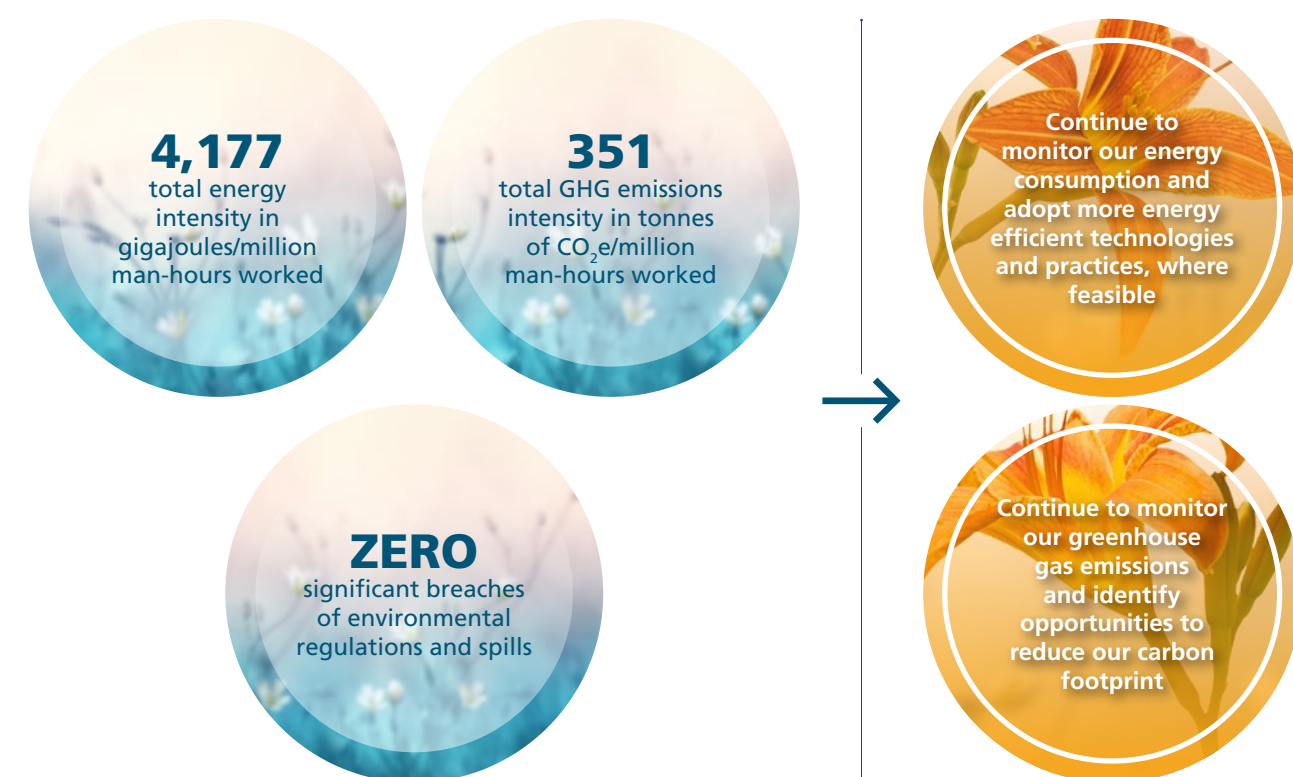 4,177
total energy
intensity in
gigajoules/million
man-hours worked
351
total GHG emissions
intensity in tonnes
of CO₂e/million
man-hours worked
ZERO
significant breaches
of environmental
regulations and spills
Continue to
monitor our energy
consumption and
adopt more energy
efficient technologies
and practices, where
feasible
Continue to monitor
our greenhouse
gas emissions
and identify
opportunities to
reduce our carbon
footprint